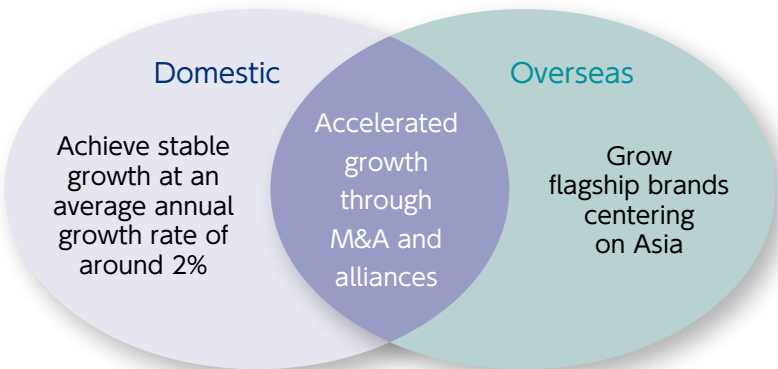 Domestic
Achieve stable
growth at an
average annual
growth rate of
around 2%
Accelerated
growth
through
M&A and
alliances
Overseas
Grow
flagship brands
centering
on Asia